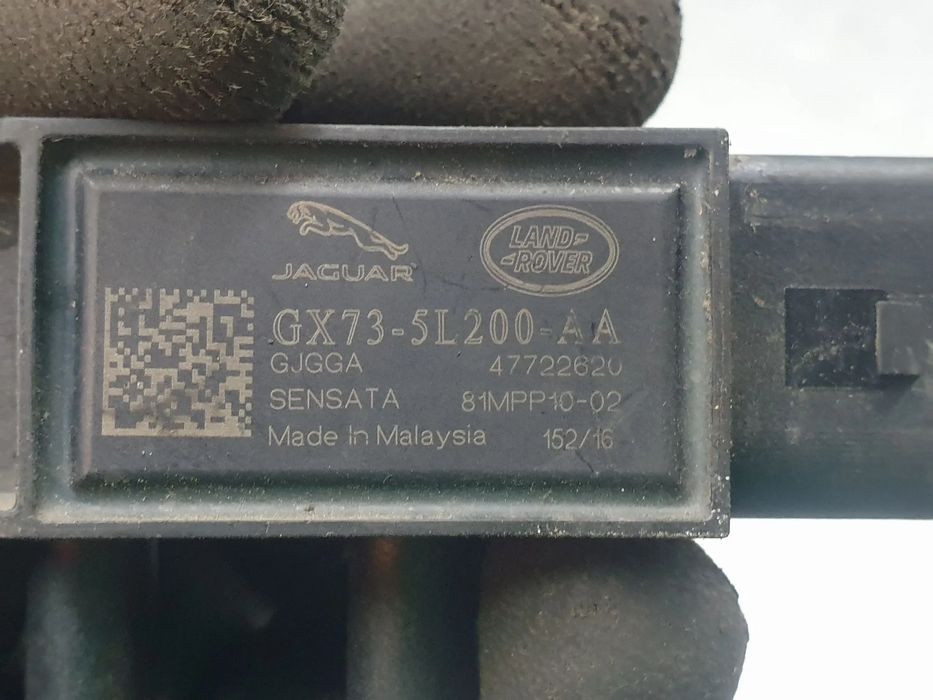 JAGUAR
LAND-
-ROVER
GX73-5L200-AA
GJGGA 47722620
SENSATA 81MPP10-02
Made In Malaysia 152/16